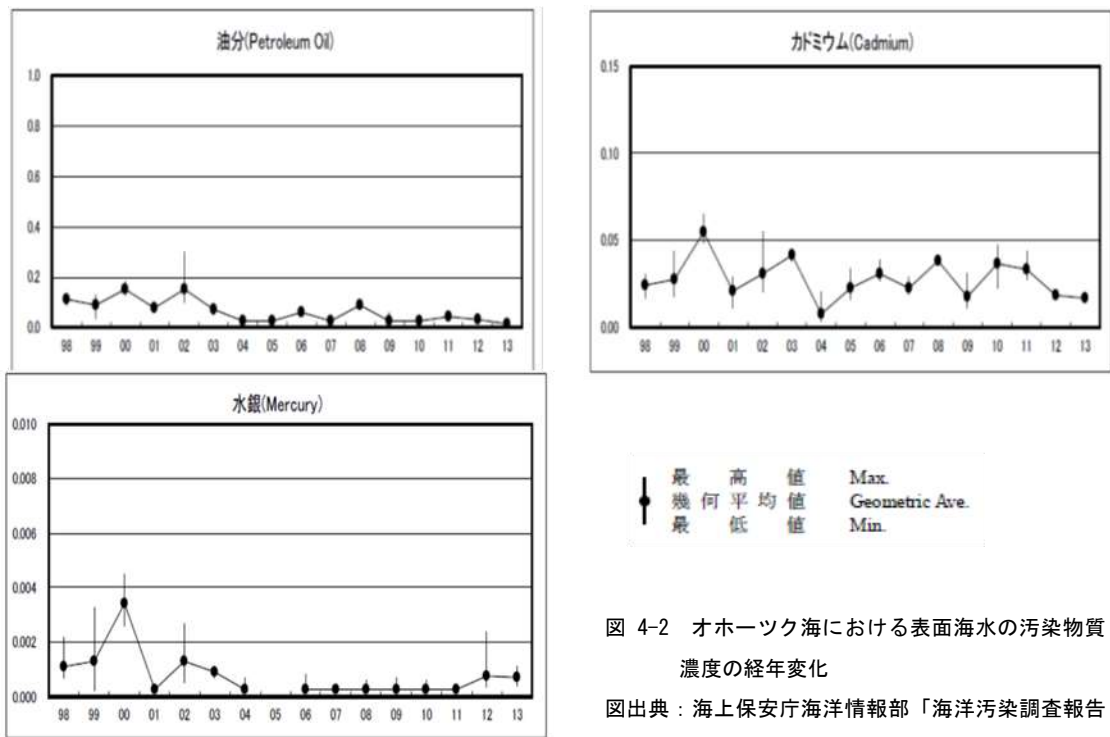 油分(Petroleum Oil)
1.0
0.8
0.6
0.4
0.2
0.0
98 99 00 01 02 03 04 05 06 07 08 09 10 11 12 13
カドミウム(Cadmium)
0.15
0.10
0.05
0.00
98 99 00 01 02 03 04 05 06 07 08 09 10 11 12 13
水銀(Mercury)
0.010
0.008
0.006
0.004
0.002
0.000
98 99 00 01 02 03 04 05 06 07 08 09 10 11 12 13
最高値 Max.
幾何平均値 Geometric Ave.
最低値 Min.
図 4-2 オホーツク海における表面海水の汚染物質
濃度の経年変化
図出典：海上保安庁海洋情報部「海洋汚染調査報告